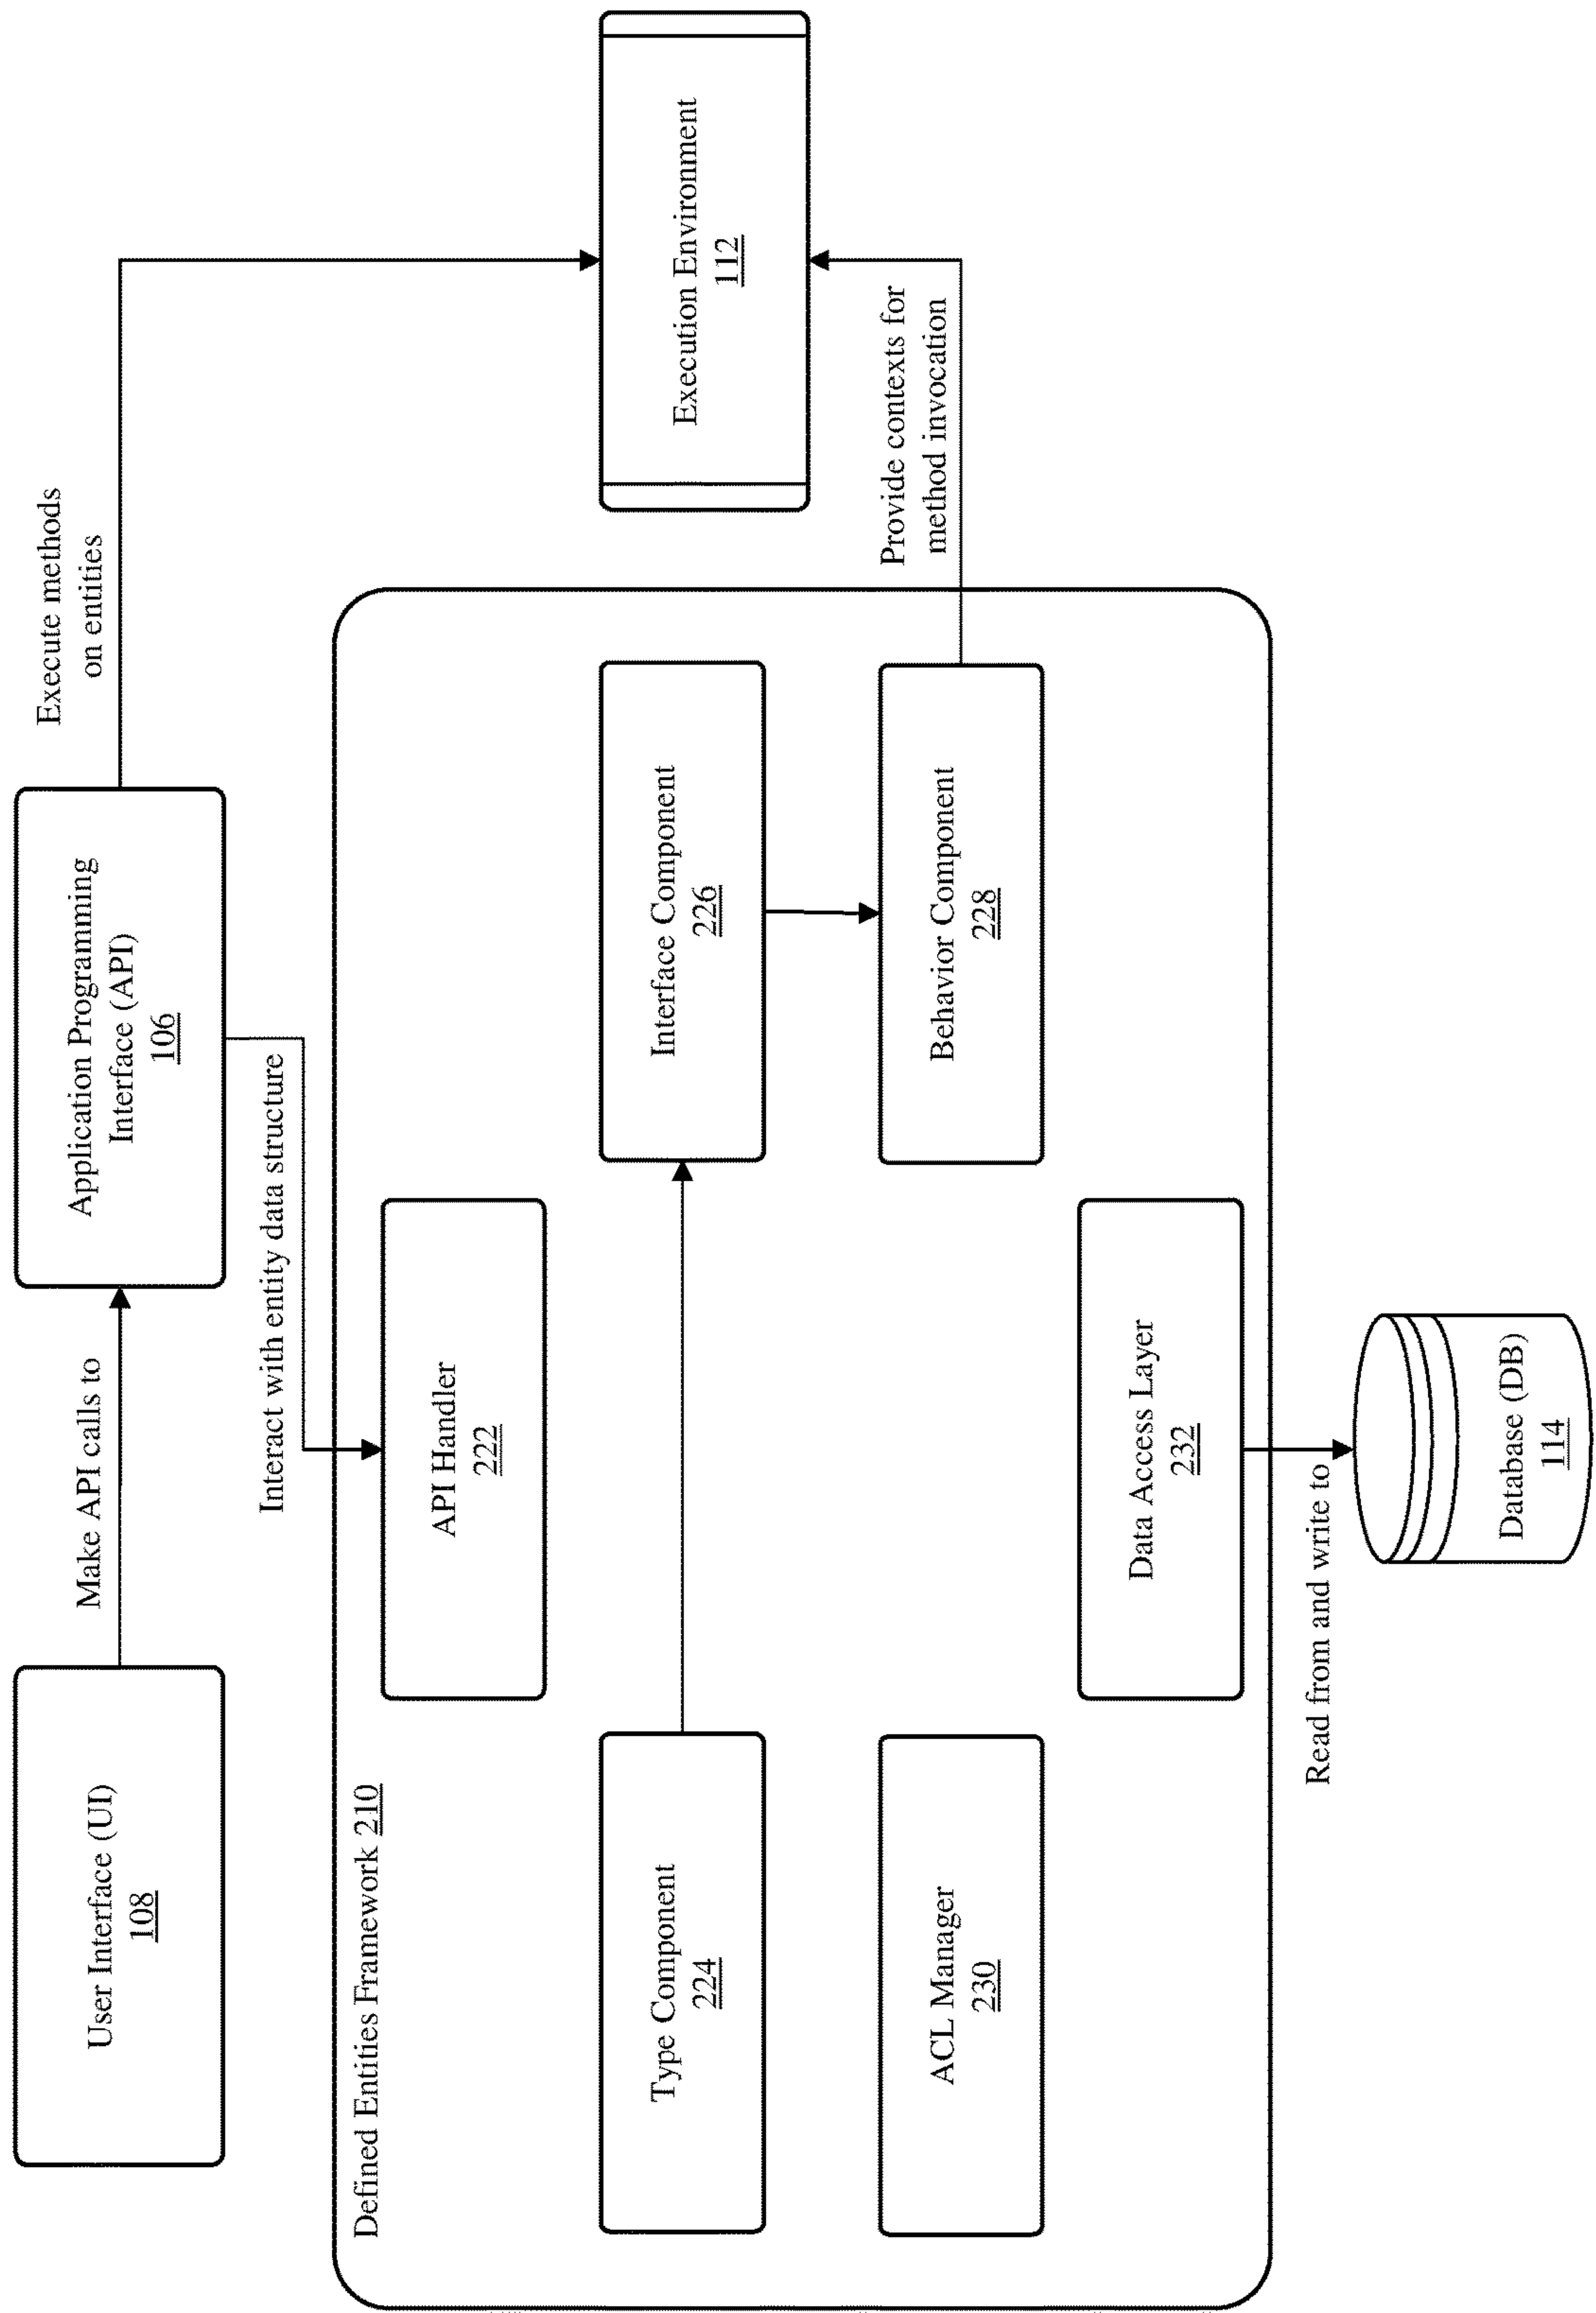 User Interface (UI)
108
Make API calls to
Application Programming
Interface (API)
106
Execute methods
on entities
Interact with entity data structure
Defined Entities Framework 210
API Handler
222
Type Component
224
Interface Component
226
Execution Environment
112
ACL Manager
230
Behavior Component
228
Provide contexts for
method invocation
Data Access Layer
232
Read from and write to
Database (DB)
114